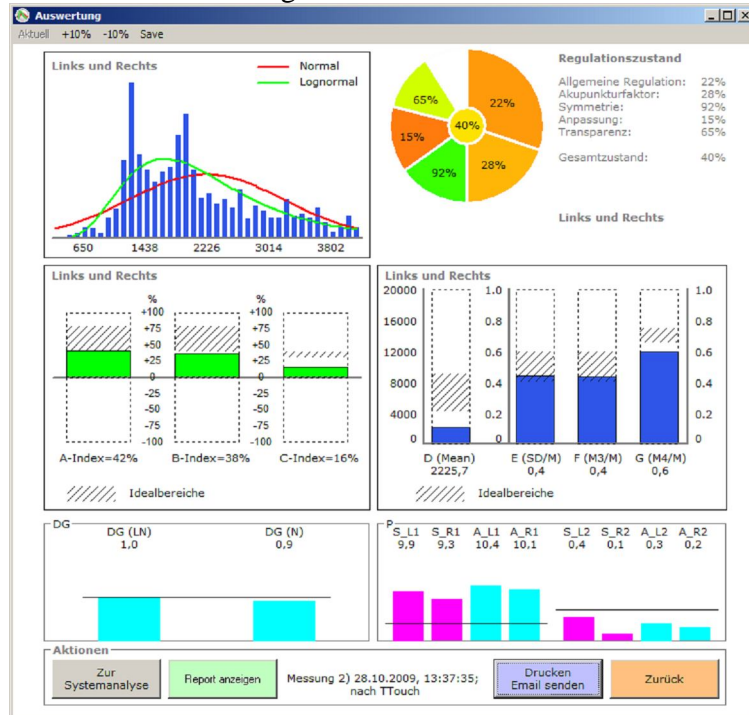 Auswertung
Aktuell +10% -10% Save
Links und Rechts
Normal
Lognormal
650 1438 2226 3014 3802
65% 22% 40% 15% 92% 28%
Regulationszustand
Allgemeine Regulation: 22%
Akupunkturfaktor: 28%
Symmetrie: 92%
Anpassung: 15%
Transparenz: 65%
Gesamtzustand: 40%
Links und Rechts
Links und Rechts
% %
+100 +100
+75 +75
+50 +50
+25 +25
0 0
-25 -25
-50 -50
-75 -75
-100 -100
A-Index=42% B-Index=38% C-Index=16%
Idealbereiche
Links und Rechts
20000 1.0 1.0
16000 0.8 0.8
12000 0.6 0.6
8000 0.4 0.4
4000 0.2 0.2
0 0 0
D (Mean) E (SD/M) F (M3/M) G (M4/M)
2225,7 0,4 0,4 0,6
Idealbereiche
DG
DG (LN) DG (N)
1,0 0,9
P
S_L1 S_R1 A_L1 A_R1 S_L2 S_R2 A_L2 A_R2
9,9 9,3 10,4 10,1 0,4 0,1 0,3 0,2
Aktionen
Zur
Systemanalyse
Report anzeigen
Messung 2) 28.10.2009, 13:37:35;
nach TTouch
Drucken
Email senden
Zurück